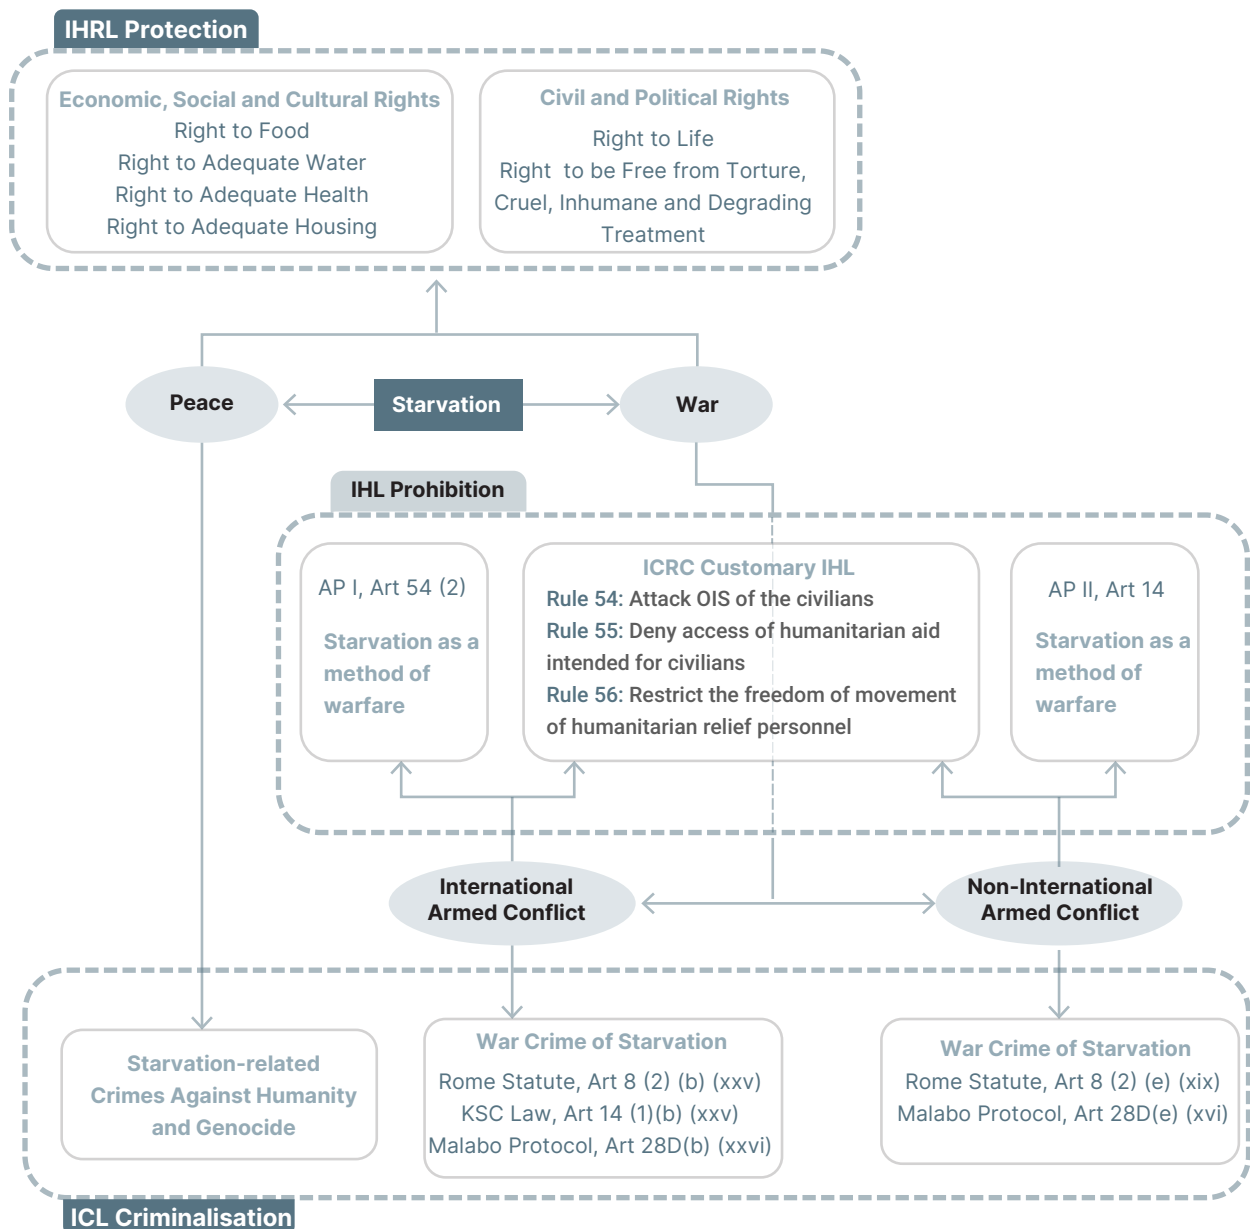 IHRL Protection
Economic, Social and Cultural Rights
Right to Food
Right to Adequate Water
Right to Adequate Health
Right to Adequate Housing
Civil and Political Rights
Right to Life
Right to be Free from Torture,
Cruel, Inhumane and Degrading
Treatment
Peace
Starvation
War
IHL Prohibition
AP I, Art 54 (2)
Starvation as a
method of
warfare
ICRC Customary IHL
Rule 54: Attack OIS of the civilians
Rule 55: Deny access of humanitarian aid
intended for civilians
Rule 56: Restrict the freedom of movement
of humanitarian relief personnel
AP II, Art 14
Starvation as a
method of
warfare
International
Armed Conflict
Non-International
Armed Conflict
Starvation-related
Crimes Against Humanity
and Genocide
War Crime of Starvation
Rome Statute, Art 8 (2) (b) (xxv)
KSC Law, Art 14 (1)(b) (xxv)
Malabo Protocol, Art 28D(b) (xxvi)
War Crime of Starvation
Rome Statute, Art 8 (2) (e) (xix)
Malabo Protocol, Art 28D(e) (xvi)
ICL Criminalisation